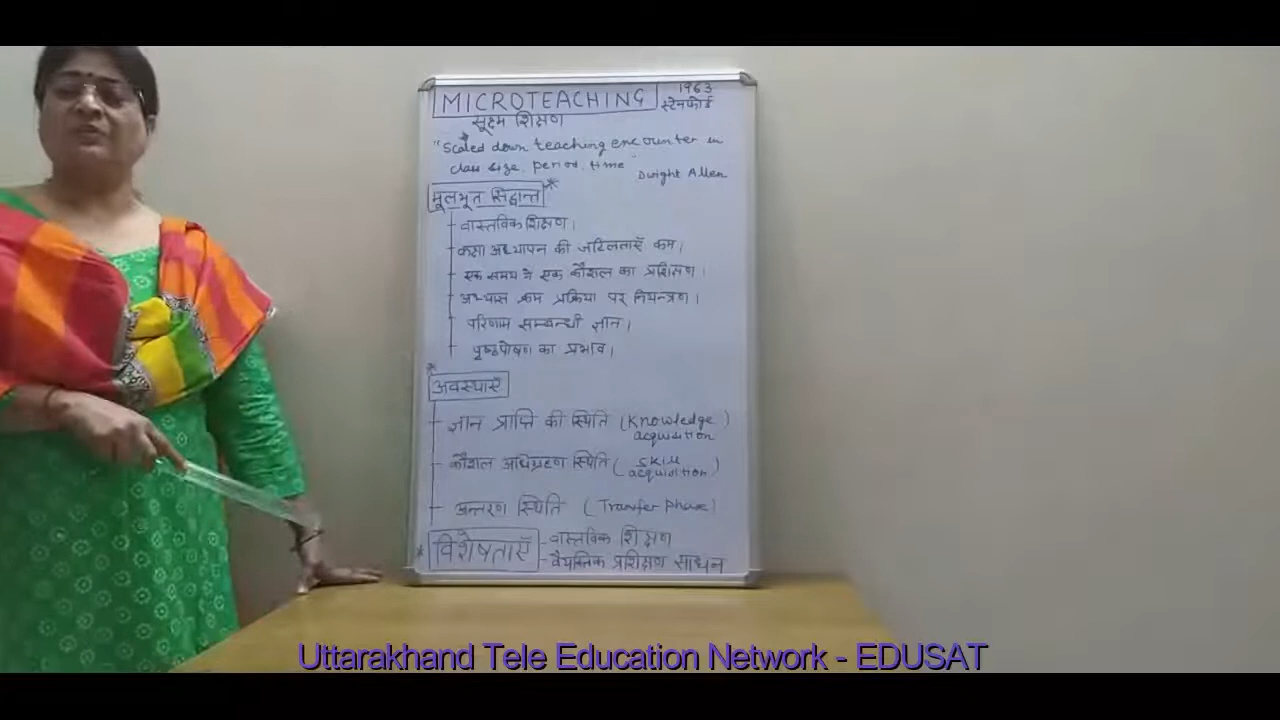 MICROTEACHING
1963
स्टेनफोर्ड
सूक्ष्म शिक्षण
"Scaled down teaching encounter in
class size, period, time"
Dwight Allen
मूलभूत सिद्धान्त
वास्तविक शिक्षण।
कक्षा अध्यापन की जटिलताएँ कम।
एक समय में एक कौशल का प्रशिक्षण।
अभ्यास क्रम प्रक्रिया पर नियन्त्रण।
परिणाम सम्बन्धी ज्ञान।
पृष्ठपोषण का प्रभाव।
अवस्थाएँ
ज्ञान प्राप्ति की स्थिति (Knowledge acquisition)
कौशल अधिग्रहण स्थिति (Skill acquisition)
अन्तरण स्थिति (Transfer phase)
विशेषताएँ
- वास्तविक शिक्षण
- वैयक्तिक प्रशिक्षण साधन
Uttarakhand Tele Education Network - EDUSAT